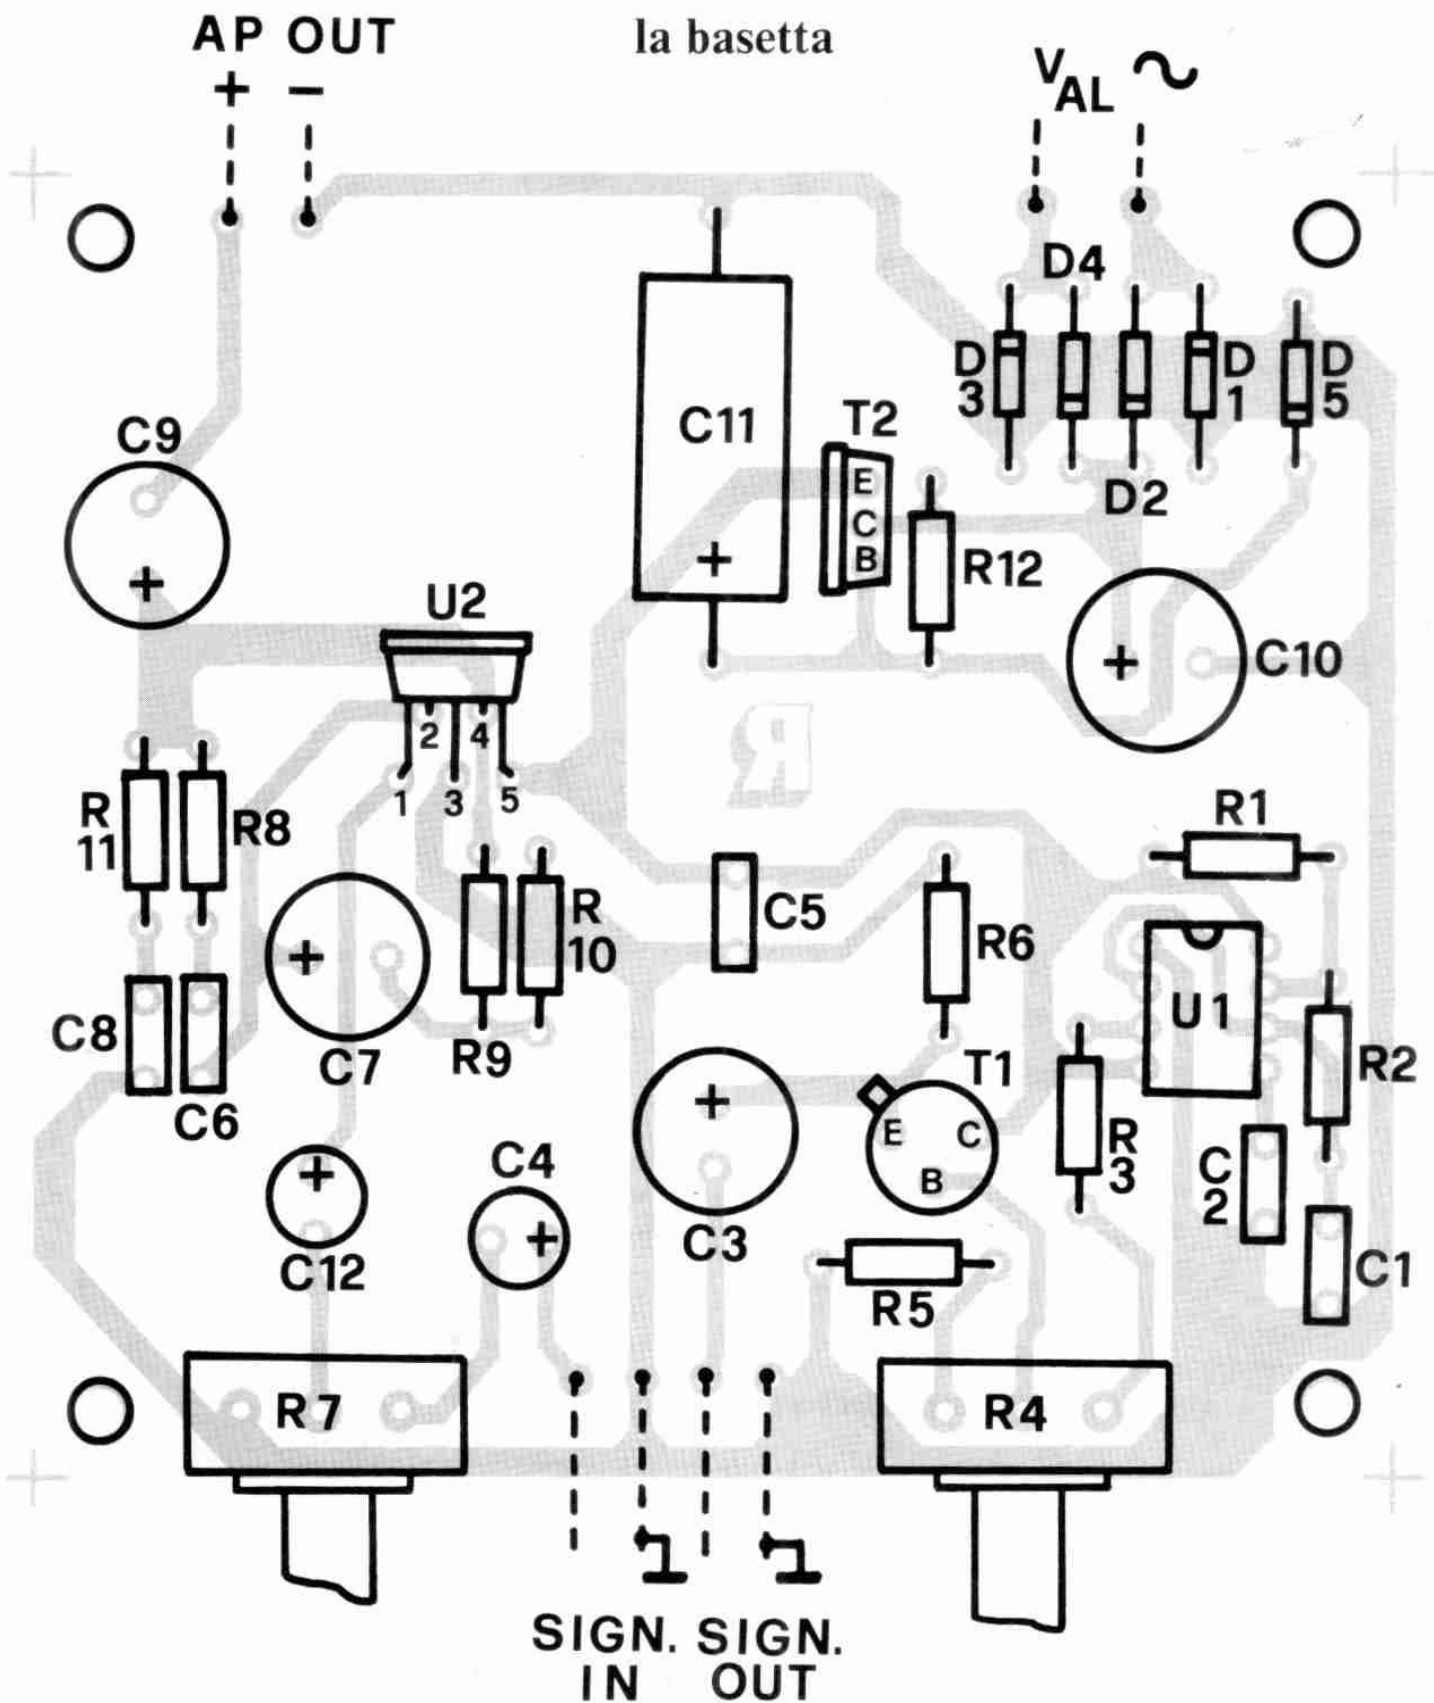 AP OUT
+ −
la basetta
V AL ~
D4
D 3
D 1
D 5
D2
C11
+
T2
E
C
B
R12
C9
+
U2
1 2 3 4 5
+
C10
R 11
R8
R1
C5
R6
R 10
R9
+
C7
C8
C6
U1
R2
R 3
C 2
C1
T1
E
C
B
+
C3
C4
+
+
C12
R5
R7
R4
R
SIGN. SIGN.
IN OUT